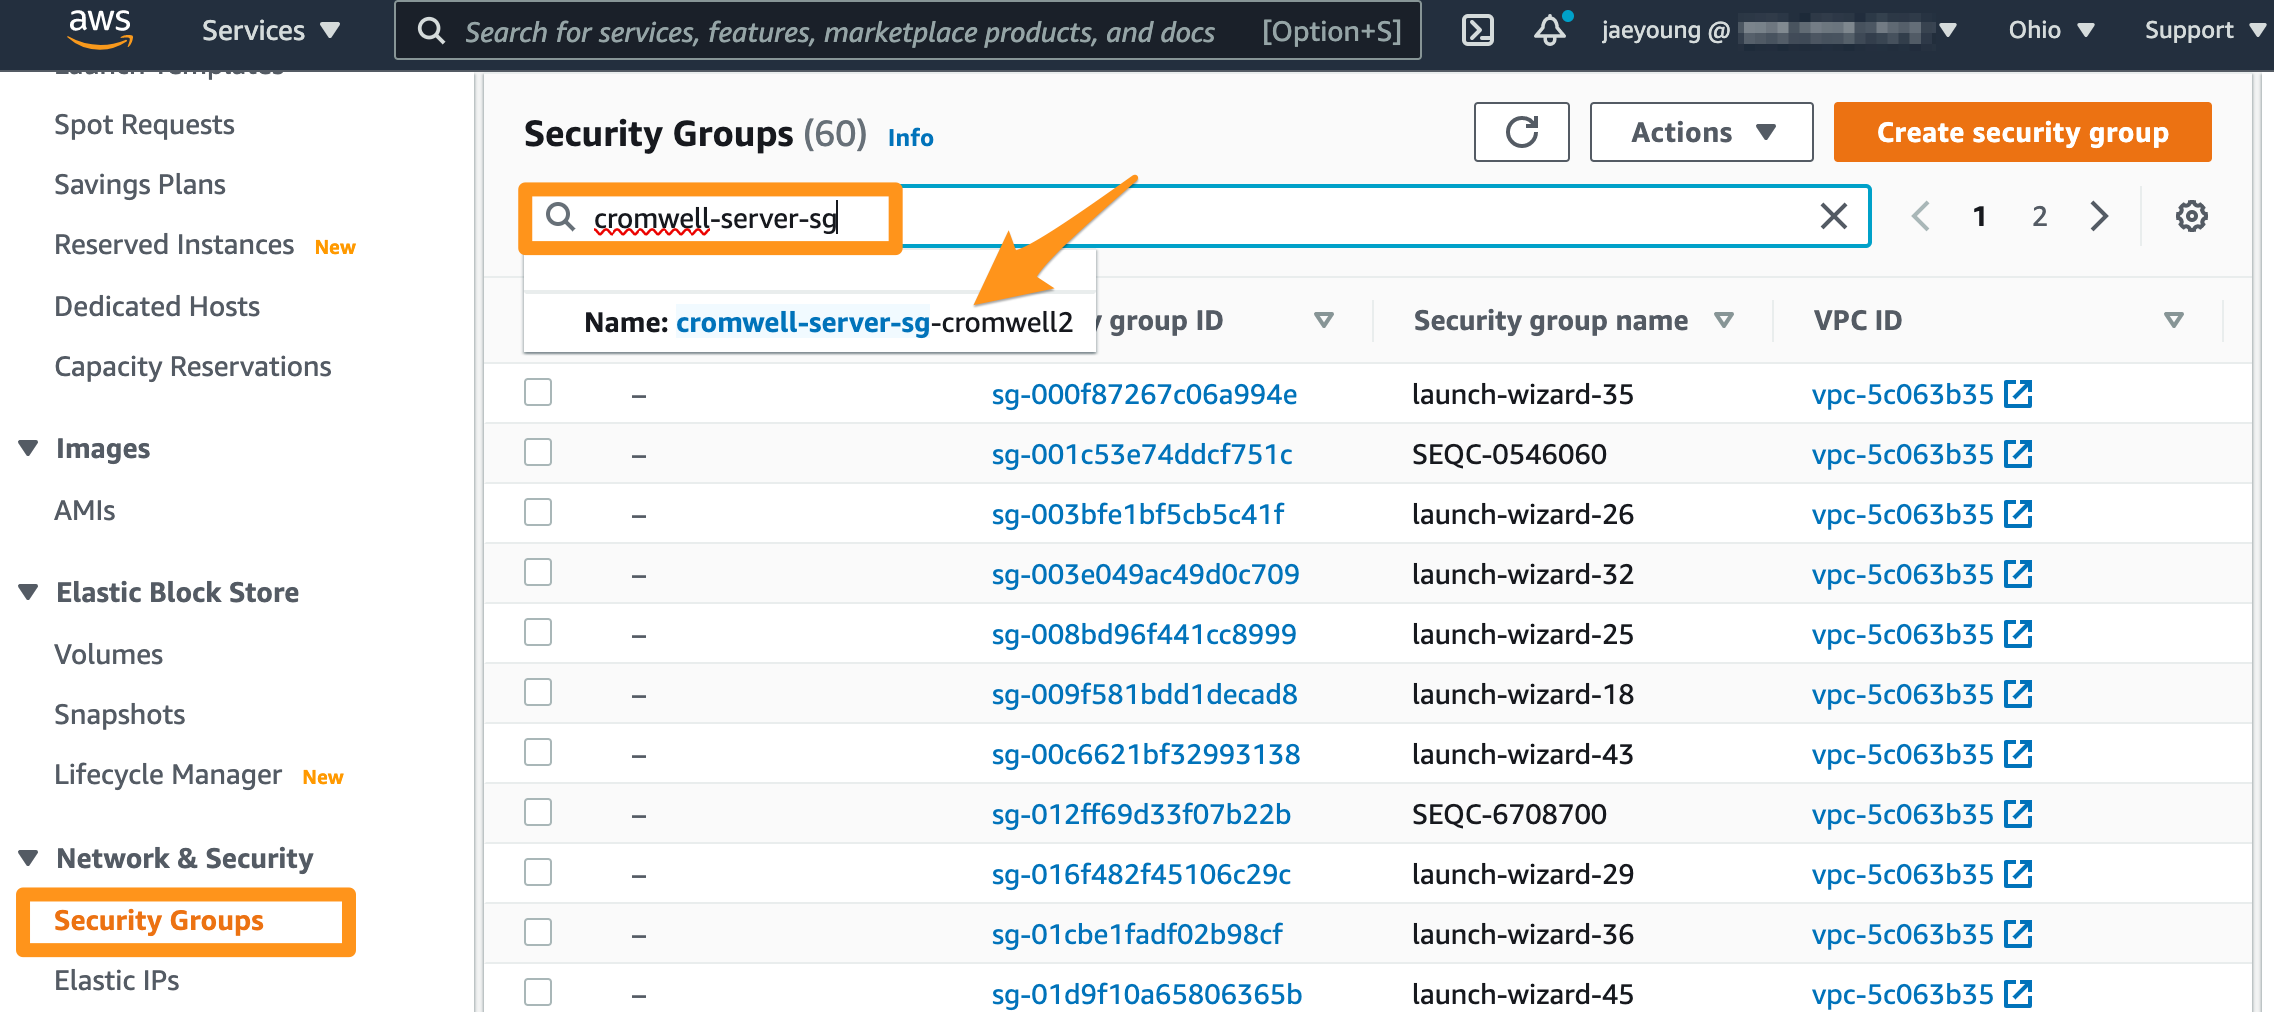 aws Services Search for services, features, marketplace products, and docs [Option+S] jaeyoung @ Ohio Support
Launch Templates
Spot Requests
Savings Plans
Reserved Instances New
Dedicated Hosts
Capacity Reservations
Images
AMIs
Elastic Block Store
Volumes
Snapshots
Lifecycle Manager New
Network & Security
Security Groups
Elastic IPs
Security Groups (60) Info Actions Create security group
cromwell-server-sg 1 2
Name: cromwell-server-sg-cromwell2
group ID Security group name VPC ID
– sg-000f87267c06a994e launch-wizard-35 vpc-5c063b35
– sg-001c53e74ddcf751c SEQC-0546060 vpc-5c063b35
– sg-003bfe1bf5cb5c41f launch-wizard-26 vpc-5c063b35
– sg-003e049ac49d0c709 launch-wizard-32 vpc-5c063b35
– sg-008bd96f441cc8999 launch-wizard-25 vpc-5c063b35
– sg-009f581bdd1decad8 launch-wizard-18 vpc-5c063b35
– sg-00c6621bf32993138 launch-wizard-43 vpc-5c063b35
– sg-012ff69d33f07b22b SEQC-6708700 vpc-5c063b35
– sg-016f482f45106c29c launch-wizard-29 vpc-5c063b35
– sg-01cbe1fadf02b98cf launch-wizard-36 vpc-5c063b35
– sg-01d9f10a65806365b launch-wizard-45 vpc-5c063b35